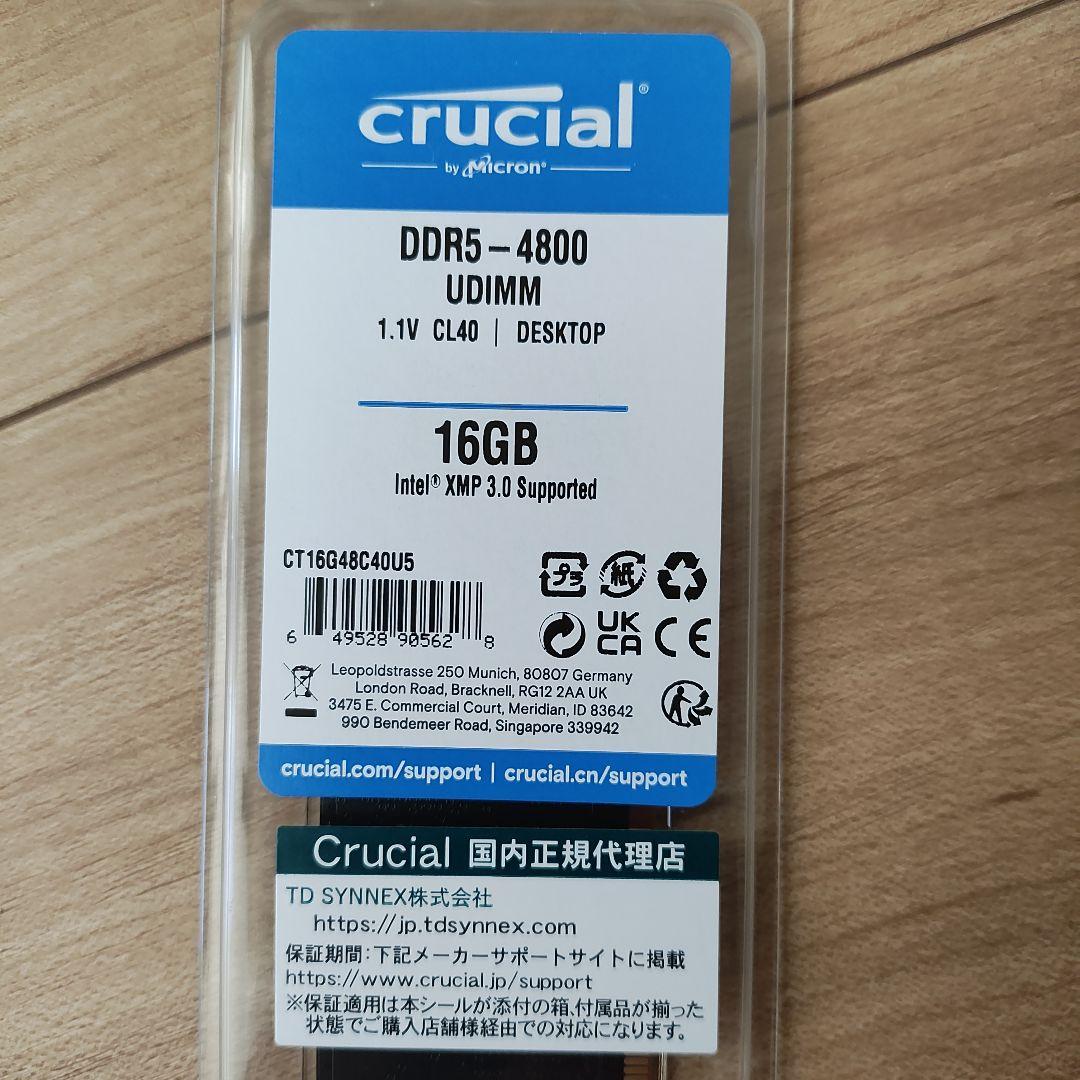 crucial®
by Micron®
DDR5-4800
UDIMM
1.1V CL40 | DESKTOP
16GB
Intel® XMP 3.0 Supported
CT16G48C40U5
プラ 紙
6 49528 90562 8
UK
CA CE
Leopoldstrasse 250 Munich, 80807 Germany
London Road, Bracknell, RG12 2AA UK
3475 E. Commercial Court, Meridian, ID 83642
990 Bendemeer Road, Singapore 339942
crucial.com/support | crucial.cn/support
Crucial 国内正規代理店
TD SYNNEX株式会社
https://jp.tdsynnex.com
保証期間:下記メーカーサポートサイトに掲載
https://www.crucial.jp/support
※保証適用は本シールが添付の箱、付属品が揃った
状態でご購入店舗様経由での対応になります。